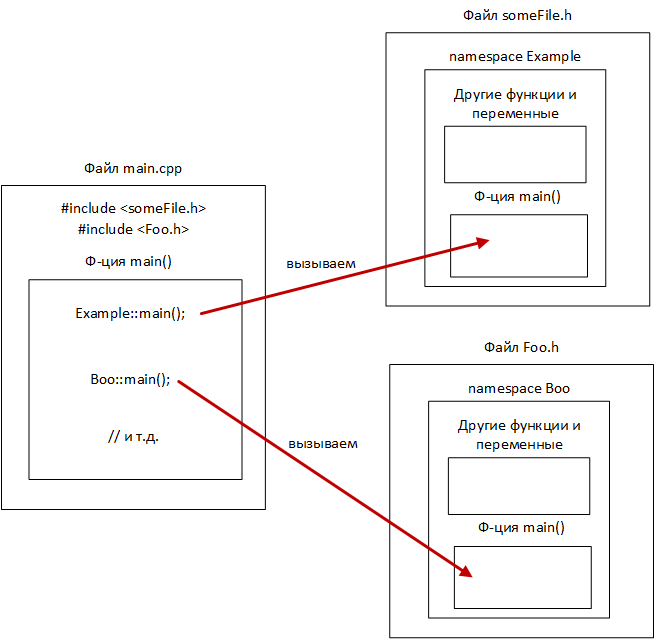 Файл main.cpp
#include <someFile.h>
#include <Foo.h>
Ф-ция main()
Example::main();
Boo::main();
// и т.д.
вызываем
вызываем
Файл someFile.h
namespace Example
Другие функции и
переменные
Ф-ция main()
Файл Foo.h
namespace Boo
Другие функции и
переменные
Ф-ция main()